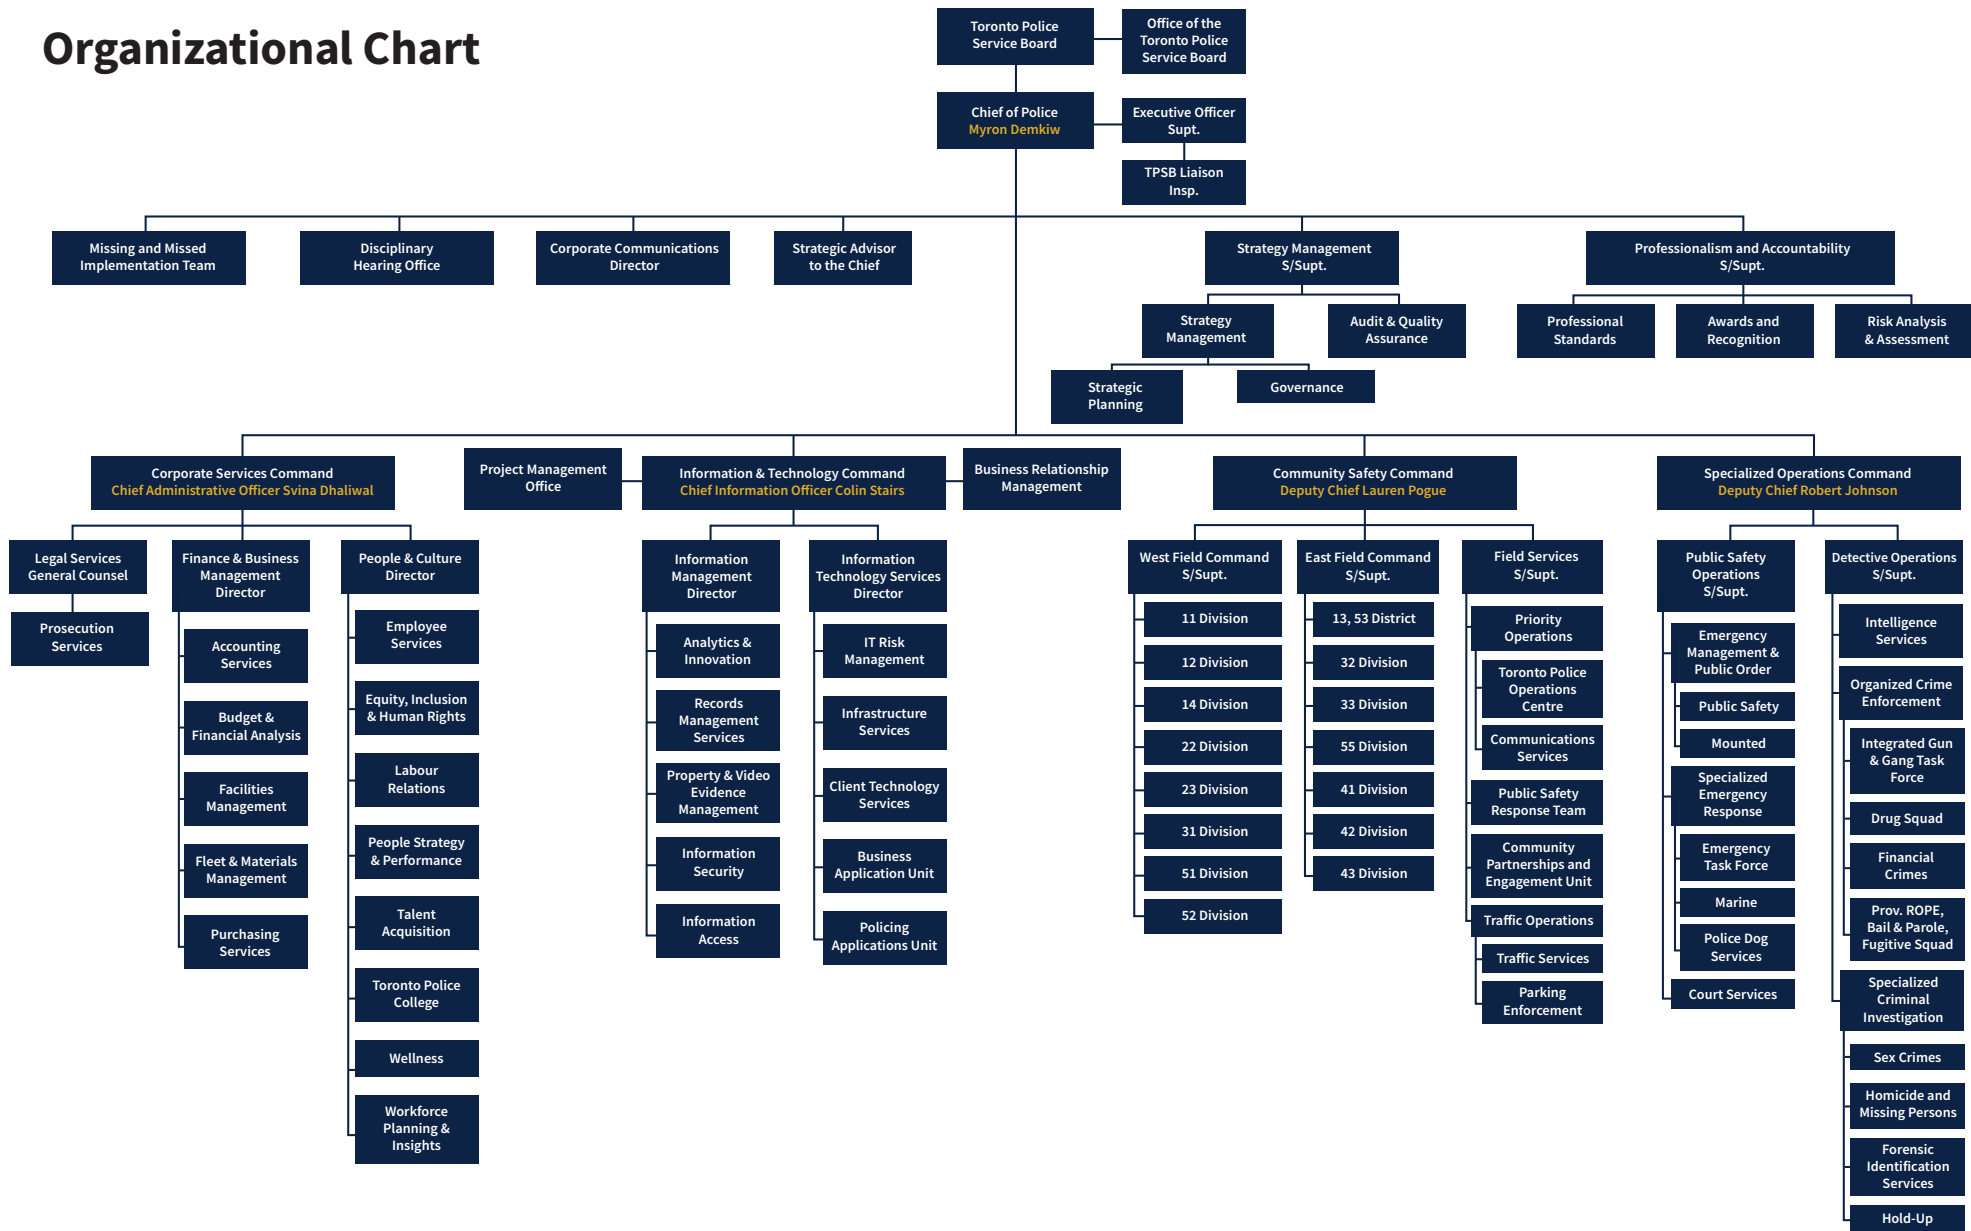 Organizational Chart
Toronto Police
Service Board
Office of the
Toronto Police
Service Board
Chief of Police
Myron Demkiw
Executive Officer
Supt.
TPSB Liaison
Insp.
Missing and Missed
Implementation Team
Disciplinary
Hearing Office
Corporate Communications
Director
Strategic Advisor
to the Chief
Strategy Management
S/Supt.
Professionalism and Accountability
S/Supt.
Strategy
Management
Audit & Quality
Assurance
Professional
Standards
Awards and
Recognition
Risk Analysis
& Assessment
Strategic
Planning
Governance
Corporate Services Command
Chief Administrative Officer Svina Dhaliwal
Project Management
Office
Information & Technology Command
Chief Information Officer Colin Stairs
Business Relationship
Management
Community Safety Command
Deputy Chief Lauren Pogue
Specialized Operations Command
Deputy Chief Robert Johnson
Legal Services
General Counsel
Prosecution
Services
Finance & Business
Management
Director
Accounting
Services
Budget &
Financial Analysis
Facilities
Management
Fleet & Materials
Management
Purchasing
Services
People & Culture
Director
Employee
Services
Equity, Inclusion
& Human Rights
Labour
Relations
People Strategy
& Performance
Talent
Acquisition
Toronto Police
College
Wellness
Workforce
Planning &
Insights
Information
Management
Director
Analytics &
Innovation
Records
Management
Services
Property & Video
Evidence
Management
Information
Security
Information
Access
Information
Technology Services
Director
IT Risk
Management
Infrastructure
Services
Client Technology
Services
Business
Application Unit
Policing
Applications Unit
West Field Command
S/Supt.
11 Division
12 Division
14 Division
22 Division
23 Division
31 Division
51 Division
52 Division
East Field Command
S/Supt.
13, 53 District
32 Division
33 Division
55 Division
41 Division
42 Division
43 Division
Field Services
S/Supt.
Priority
Operations
Toronto Police
Operations
Centre
Communications
Services
Public Safety
Response Team
Community
Partnerships and
Engagement Unit
Traffic Operations
Traffic Services
Parking
Enforcement
Public Safety
Operations
S/Supt.
Emergency
Management &
Public Order
Public Safety
Mounted
Specialized
Emergency
Response
Emergency
Task Force
Marine
Police Dog
Services
Court Services
Detective Operations
S/Supt.
Intelligence
Services
Organized Crime
Enforcement
Integrated Gun
& Gang Task
Force
Drug Squad
Financial
Crimes
Prov. ROPE,
Bail & Parole,
Fugitive Squad
Specialized
Criminal
Investigation
Sex Crimes
Homicide and
Missing Persons
Forensic
Identification
Services
Hold-Up